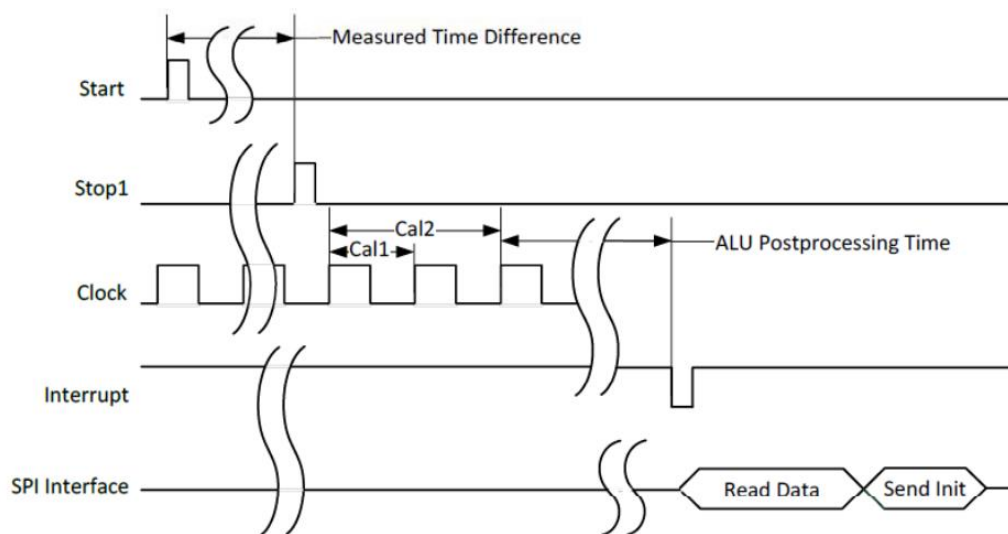 Measured Time Difference
Start
Stop1
Cal2
Cal1
ALU Postprocessing Time
Clock
Interrupt
SPI Interface
Read Data
Send Init